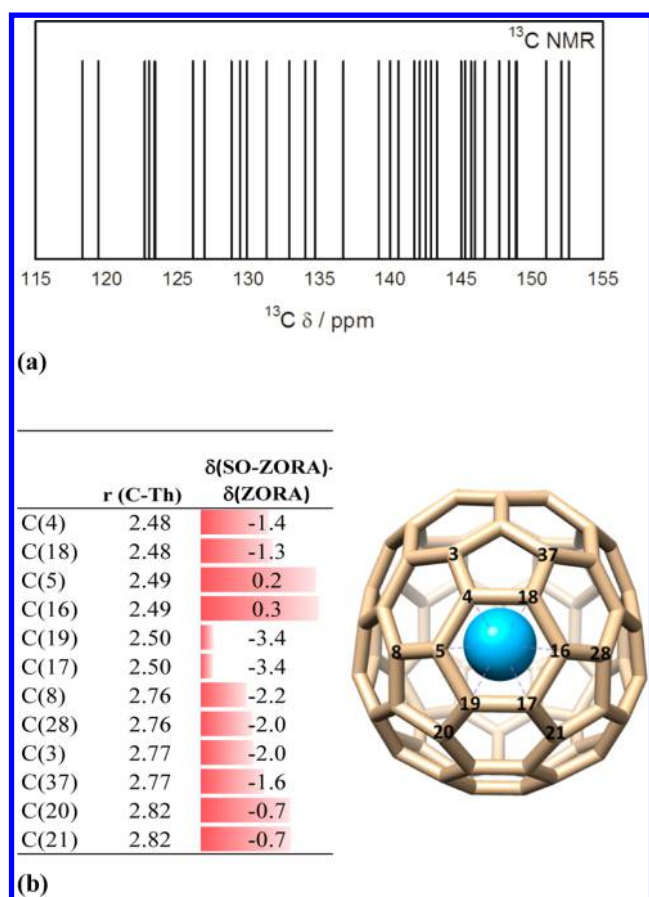 ¹³C NMR
115 120 125 130 135 140 145 150 155
¹³C δ / ppm
(a)
δ(SO-ZORA)-
r (C-Th) δ(ZORA)
C(4) 2.48 -1.4
C(18) 2.48 -1.3
C(5) 2.49 0.2
C(16) 2.49 0.3
C(19) 2.50 -3.4
C(17) 2.50 -3.4
C(8) 2.76 -2.2
C(28) 2.76 -2.0
C(3) 2.77 -2.0
C(37) 2.77 -1.6
C(20) 2.82 -0.7
C(21) 2.82 -0.7
3 37
4 18
8 5 16 28
19 17
20 21
(b)